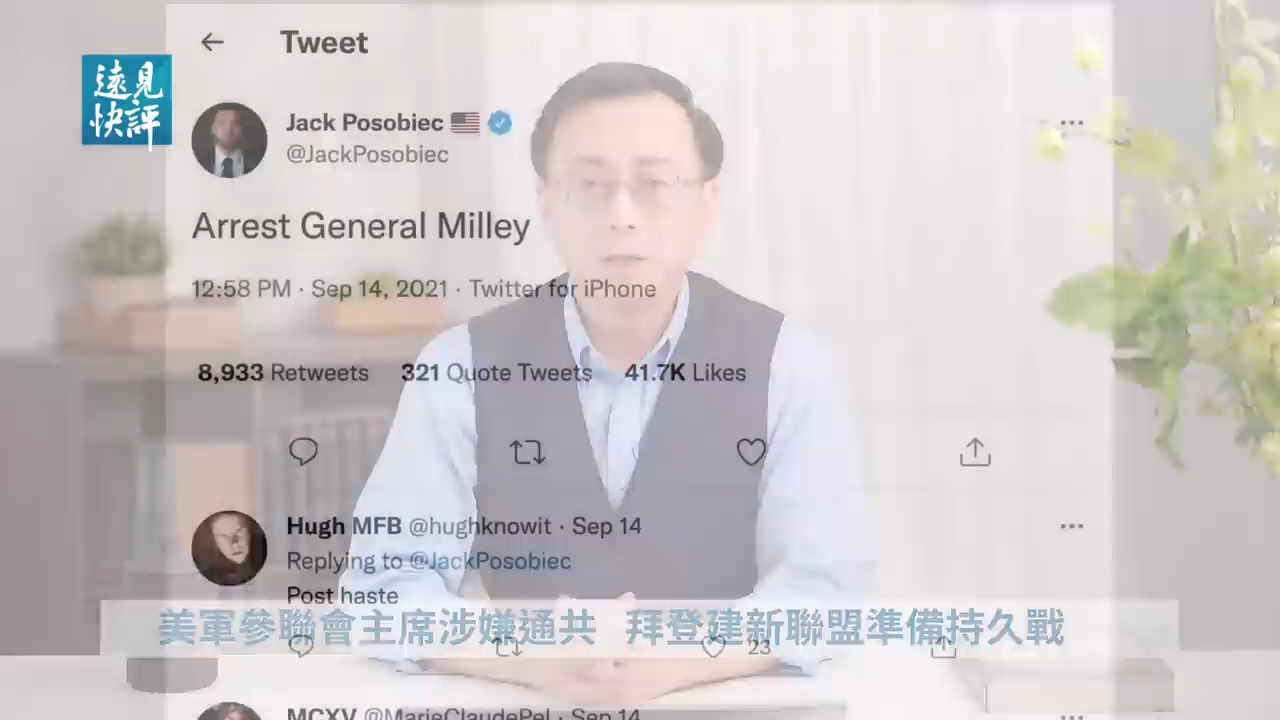 遠見
快評
Tweet
Jack Posobiec
@JackPosobiec
Arrest General Milley
12:58 PM · Sep 14, 2021 · Twitter for iPhone
8,933 Retweets 321 Quote Tweets 41.7K Likes
Hugh MFB @hughknowit · Sep 14
Replying to @JackPosobiec
Post haste
美軍參聯會主席涉嫌通共 拜登建新聯盟準備持久戰
23
MCXV @MarieClaudePel · Sep 14